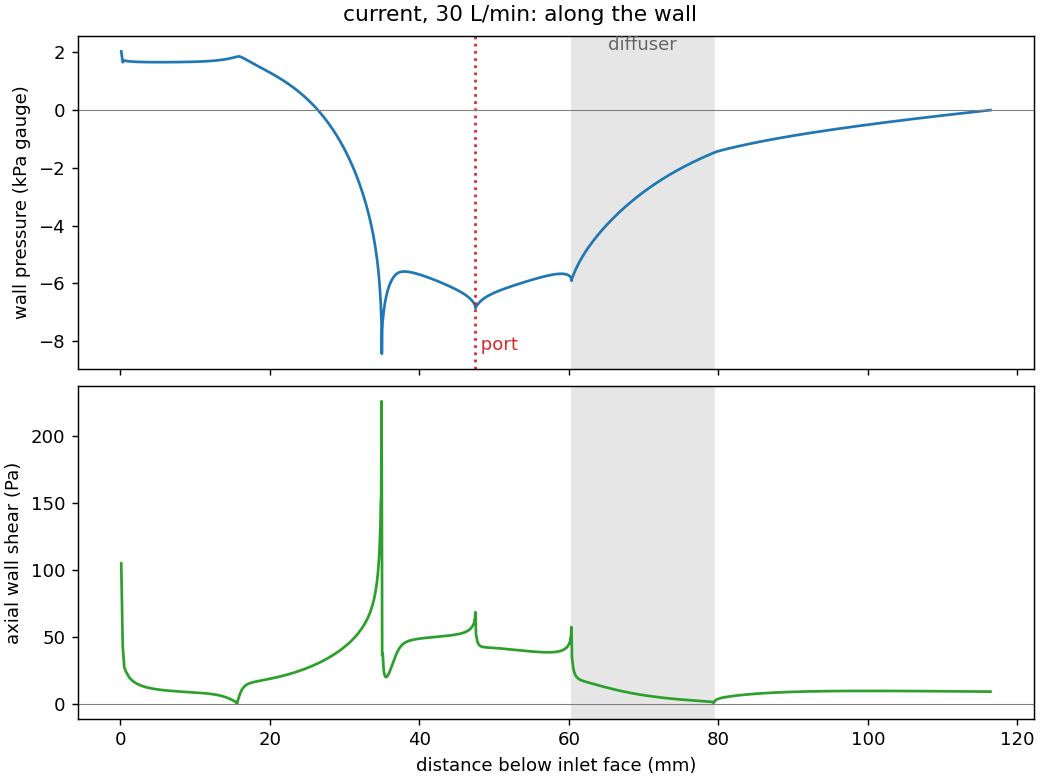 current, 30 L/min: along the wall
diffuser
2
0
−2
−4
−6
−8
wall pressure (kPa gauge)
port
200
150
100
50
0
axial wall shear (Pa)
0 20 40 60 80 100 120
distance below inlet face (mm)